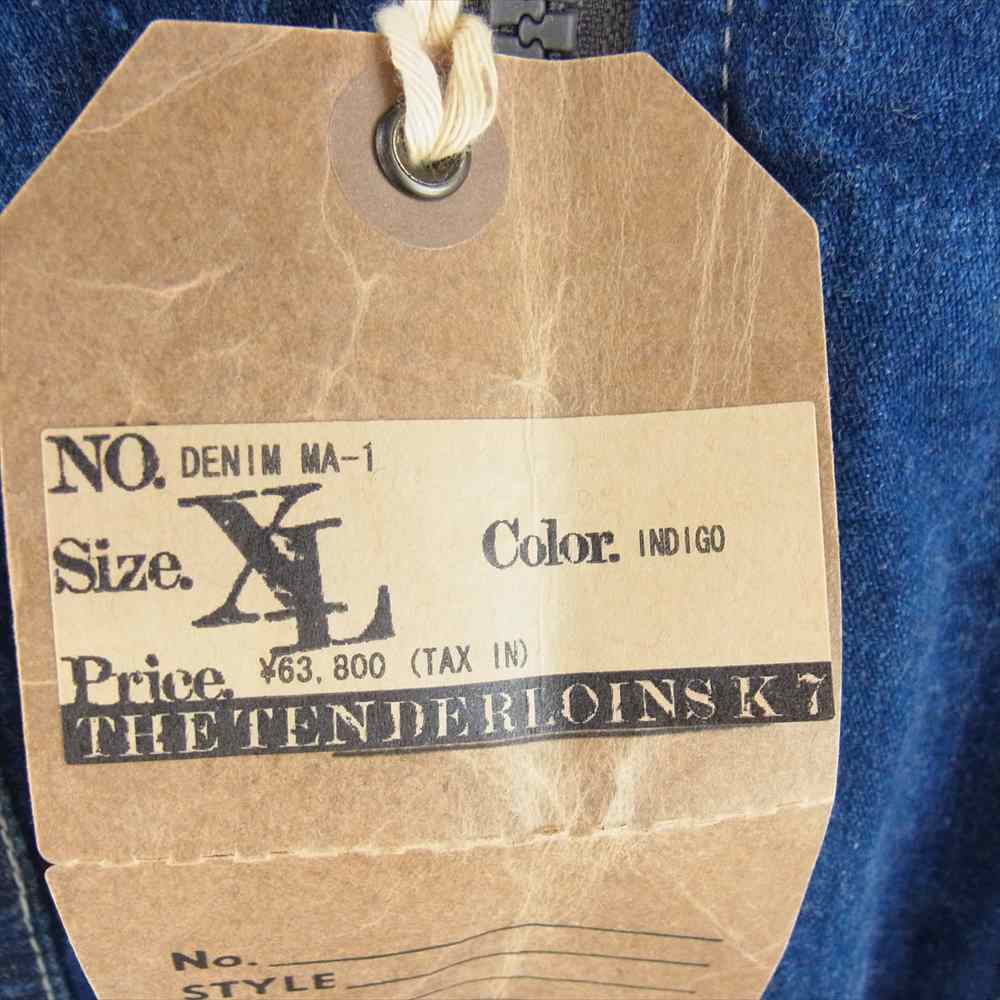 NO. DENIM MA-1
Size. XL Color. INDIGO
Price. ¥63,800 (TAX IN)
THE TENDERLOINS K 7
No.
STYLE